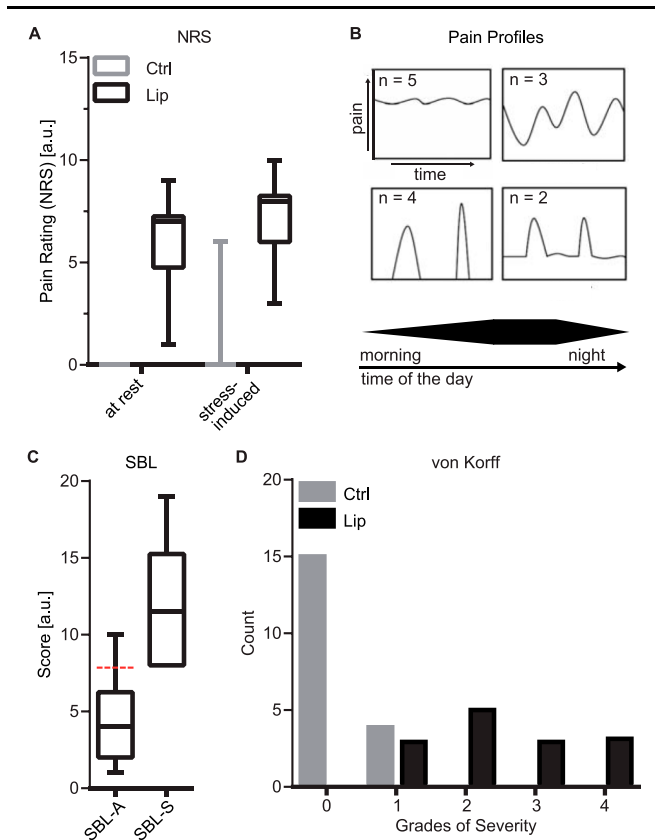 A
NRS
Pain Rating (NRS) [a.u.]
15
10
5
0
Ctrl
Lip
at rest
stress-
induced
B
Pain Profiles
pain
time
n = 5
n = 3
n = 4
n = 2
morning
night
time of the day
C
SBL
Score [a.u.]
20
15
10
5
0
SBL-A
SBL-S
D
von Korff
Count
20
15
10
5
0
Ctrl
Lip
0 1 2 3 4
Grades of Severity